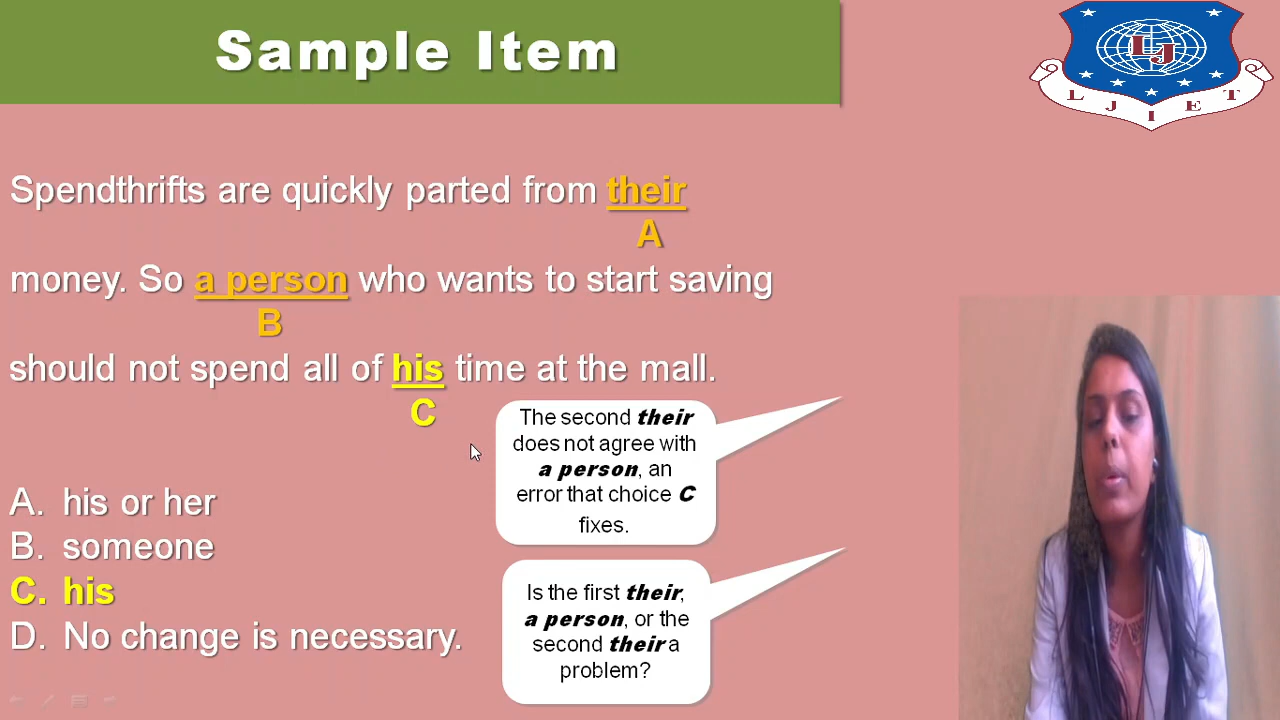 Sample Item
LJ
L J I E T
Spendthrifts are quickly parted from their
A
money. So a person who wants to start saving
B
should not spend all of his time at the mall.
C
The second their
does not agree with
a person, an
error that choice C
fixes.
A. his or her
B. someone
C. his
D. No change is necessary.
Is the first their,
a person, or the
second their a
problem?